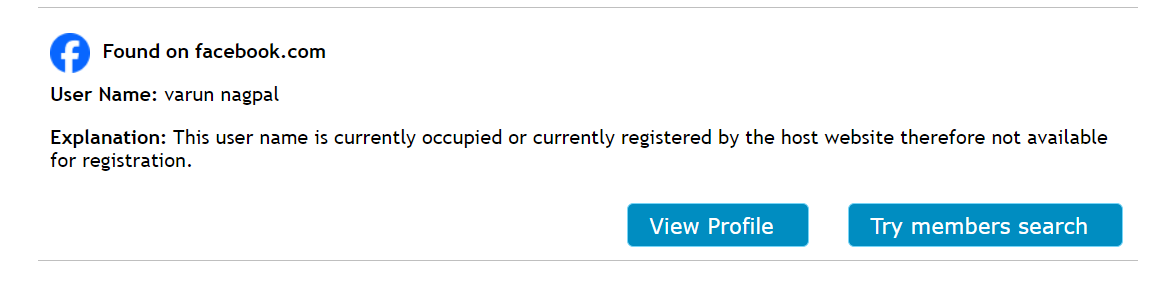 Found on facebook.com
User Name: varun nagpal
Explanation: This user name is currently occupied or currently registered by the host website therefore not available
for registration.
View Profile
Try members search